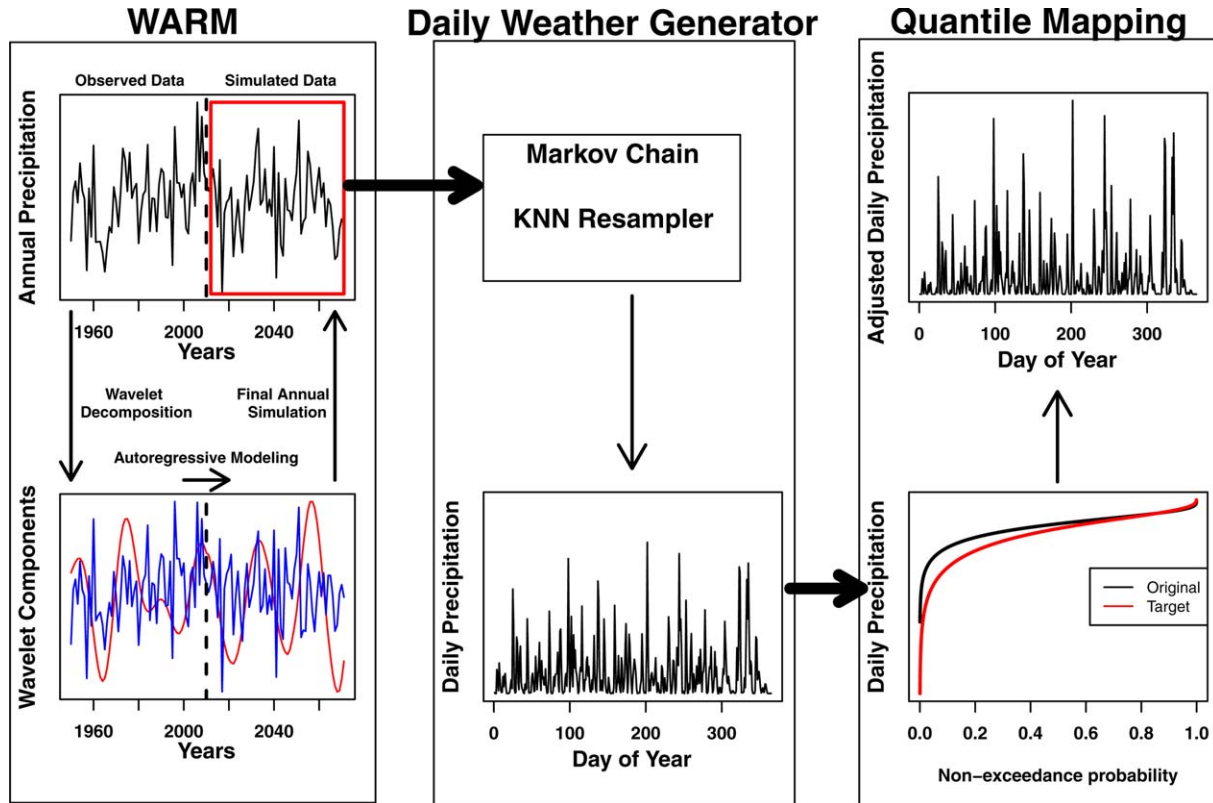 WARM
Observed Data
Simulated Data
Annual Precipitation
1960
2000
2040
Years
Wavelet
Decomposition
Final Annual
Simulation
Autoregressive Modeling
Wavelet Components
1960
2000
2040
Years
Daily Weather Generator
Markov Chain
KNN Resampler
Daily Precipitation
0
100
200
300
Day of Year
Quantile Mapping
Adjusted Daily Precipitation
0
100
200
300
Day of Year
Daily Precipitation
Original
Target
0.0
0.2
0.4
0.6
0.8
1.0
Non-exceedance probability